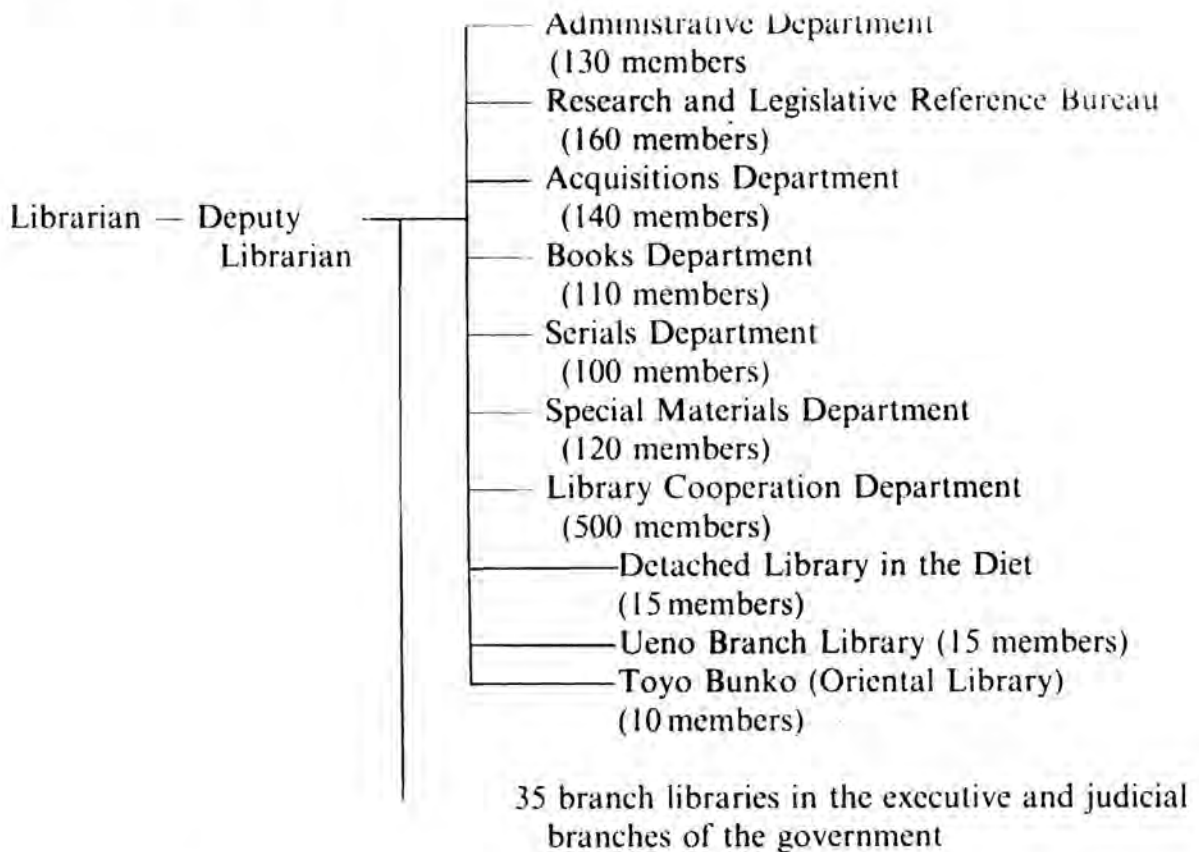 Administrative Department
(130 members
Research and Legislative Reference Bureau
(160 members)
Acquisitions Department
(140 members)
Librarian — Deputy
Librarian
Books Department
(110 members)
Serials Department
(100 members)
Special Materials Department
(120 members)
Library Cooperation Department
(500 members)
Detached Library in the Diet
(15 members)
Ueno Branch Library (15 members)
Toyo Bunko (Oriental Library)
(10 members)
35 branch libraries in the executive and judicial
branches of the government